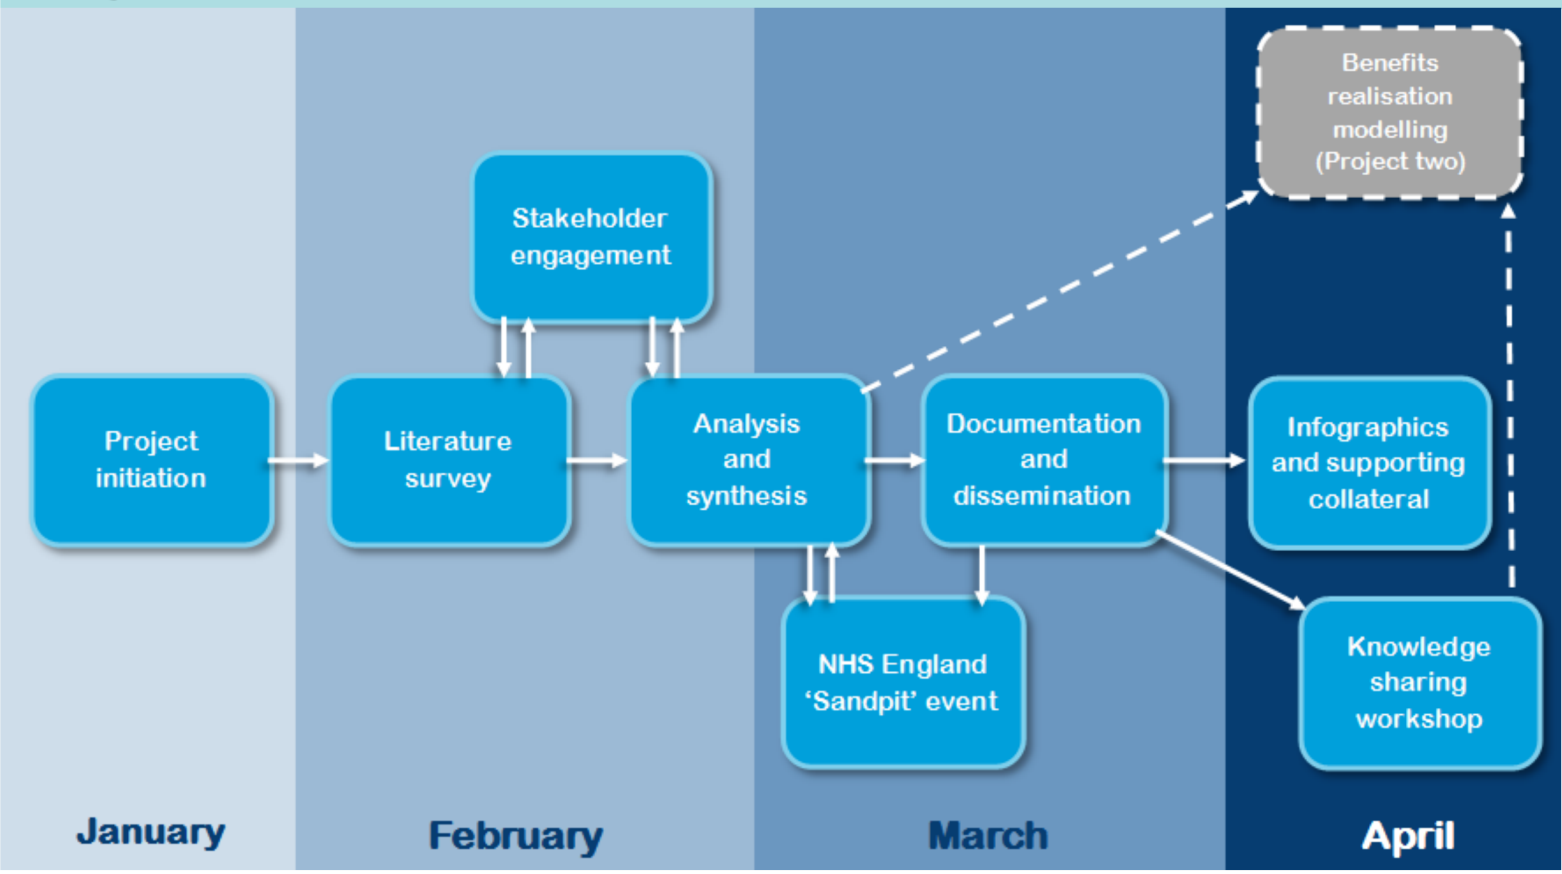 Benefits
realisation
modelling
(Project two)
Stakeholder
engagement
Project
initiation
Literature
survey
Analysis
and
synthesis
Documentation
and
dissemination
Infographics
and supporting
collateral
NHS England
‘Sandpit’ event
Knowledge
sharing
workshop
January
February
March
April